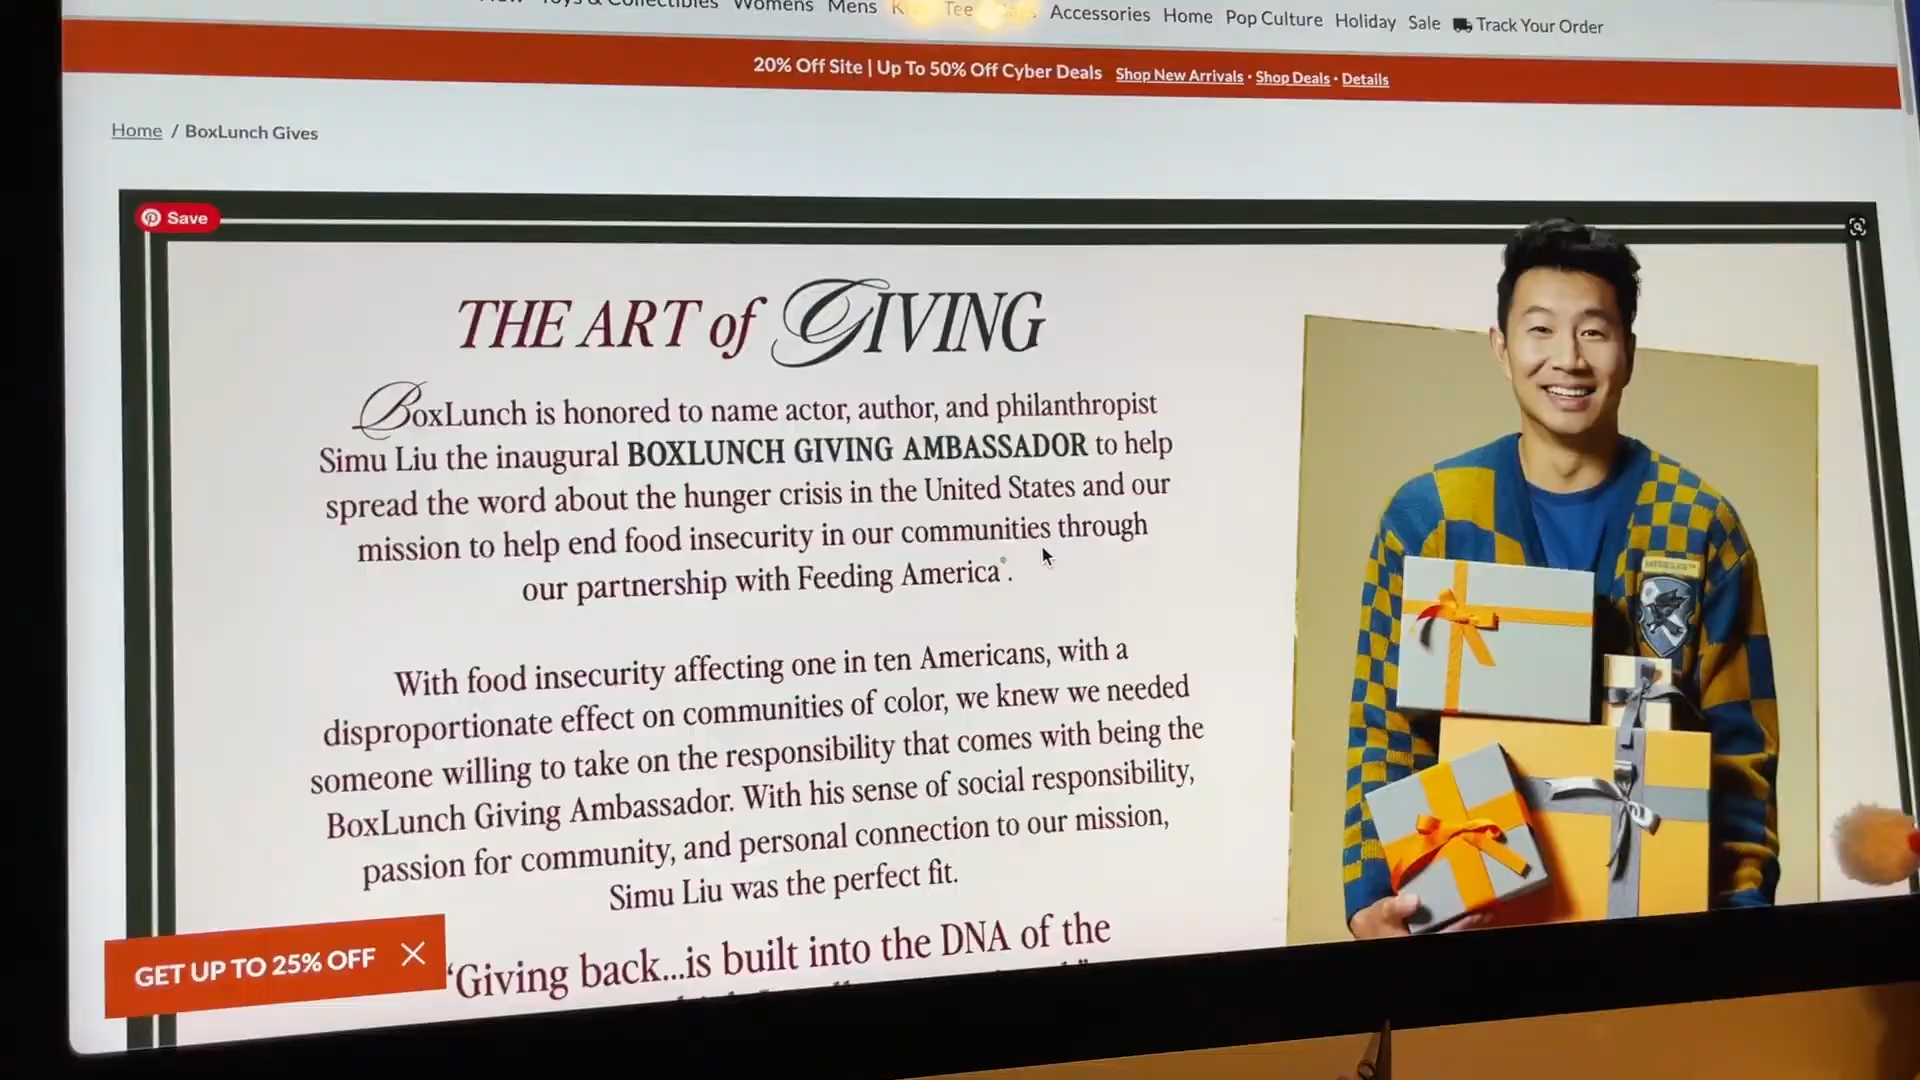 Womens Mens Tee Accessories Home Pop Culture Holiday Sale Track Your Order
20% Off Site | Up To 50% Off Cyber Deals Shop New Arrivals • Shop Deals • Details
Home / BoxLunch Gives
Save
THE ART of GIVING
BoxLunch is honored to name actor, author, and philanthropist
Simu Liu the inaugural BOXLUNCH GIVING AMBASSADOR to help
spread the word about the hunger crisis in the United States and our
mission to help end food insecurity in our communities through
our partnership with Feeding America®.
With food insecurity affecting one in ten Americans, with a
disproportionate effect on communities of color, we knew we needed
someone willing to take on the responsibility that comes with being the
BoxLunch Giving Ambassador. With his sense of social responsibility,
passion for community, and personal connection to our mission,
Simu Liu was the perfect fit.
“Giving back...is built into the DNA of the
GET UP TO 25% OFF